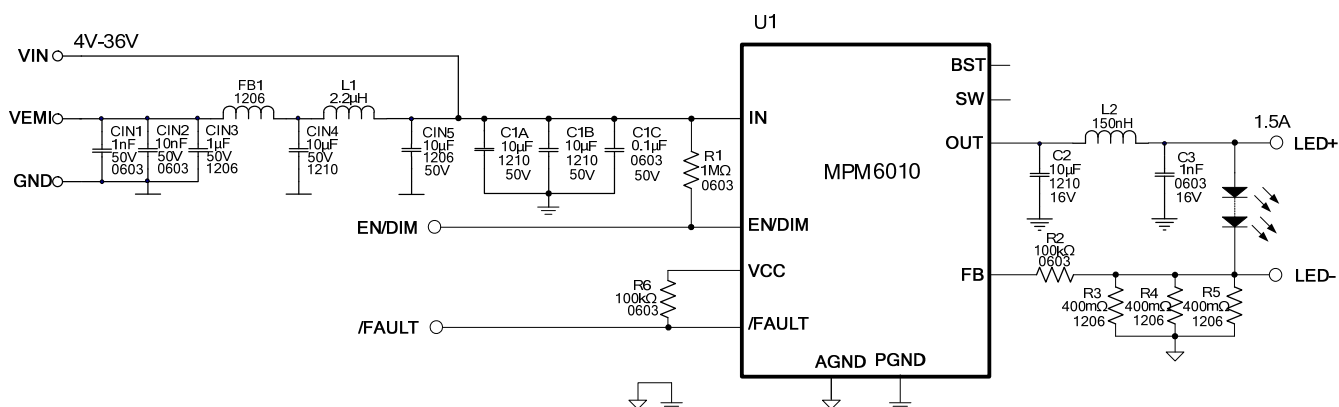 U1
VIN
4V-36V
VEMI
GND
CIN1
1nF
50V
0603
CIN2
10nF
50V
0603
CIN3
1µF
50V
1206
FB1
1206
CIN4
10µF
50V
1210
L1
2.2µH
CIN5
10µF
1206
50V
C1A
10µF
1210
50V
C1B
10µF
1210
50V
C1C
0.1µF
0603
50V
R1
1MΩ
0603
EN/DIM
R6
100kΩ
0603
/FAULT
IN
EN/DIM
VCC
/FAULT
MPM6010
BST
SW
OUT
FB
AGND
PGND
C2
10µF
1210
16V
L2
150nH
C3
1nF
0603
16V
1.5A
LED+
R2
100kΩ
0603
LED-
R3
400mΩ
1206
R4
400mΩ
1206
R5
400mΩ
1206